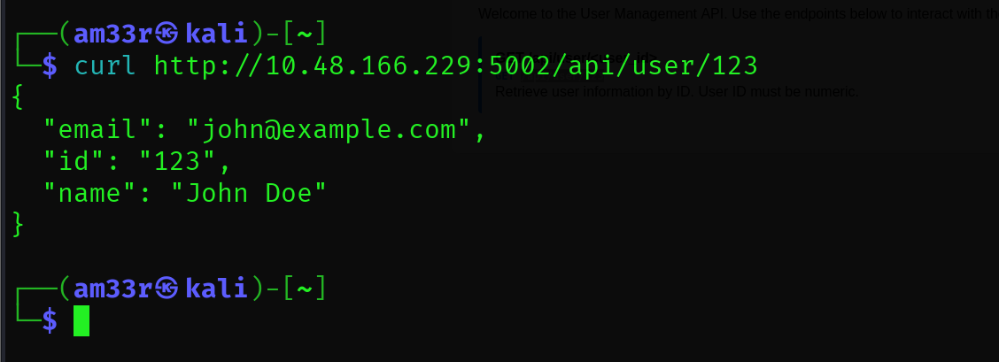 Welcome to the User Management API. Use the endpoints below to interact with th
┌──(am33r㉿kali)-[~]
└─$ curl http://10.48.166.229:5002/api/user/123
Retrieve user information by ID. User ID must be numeric.
{
"email": "john@example.com",
"id": "123",
"name": "John Doe"
}
┌──(am33r㉿kali)-[~]
└─$